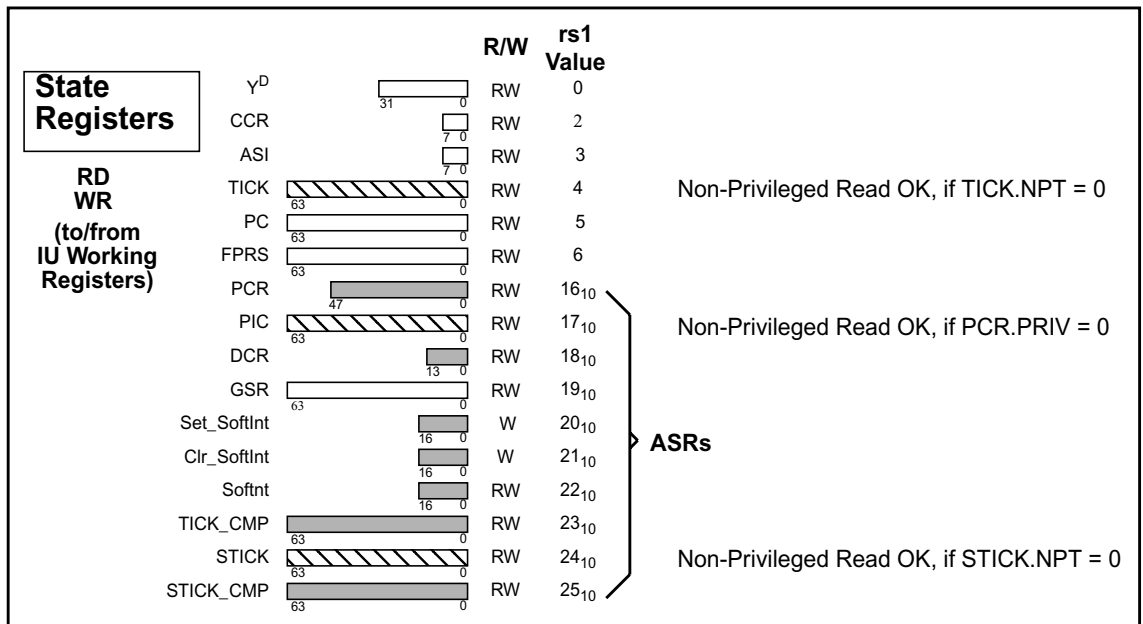 R/W
rs1
Value
State
Registers
RD
WR
(to/from
IU Working
Registers)
Y^D 31 0 RW 0
CCR 7 0 RW 2
ASI 7 0 RW 3
TICK 63 0 RW 4 Non-Privileged Read OK, if TICK.NPT = 0
PC 63 0 RW 5
FPRS 63 0 RW 6
PCR 47 0 RW 16₁₀
PIC 63 0 RW 17₁₀ Non-Privileged Read OK, if PCR.PRIV = 0
DCR 13 0 RW 18₁₀
GSR 63 0 RW 19₁₀
Set_SoftInt 16 0 W 20₁₀
Clr_SoftInt 16 0 W 21₁₀
ASRs
Softnt 16 0 RW 22₁₀
TICK_CMP 63 0 RW 23₁₀
STICK 63 0 RW 24₁₀ Non-Privileged Read OK, if STICK.NPT = 0
STICK_CMP 63 0 RW 25₁₀